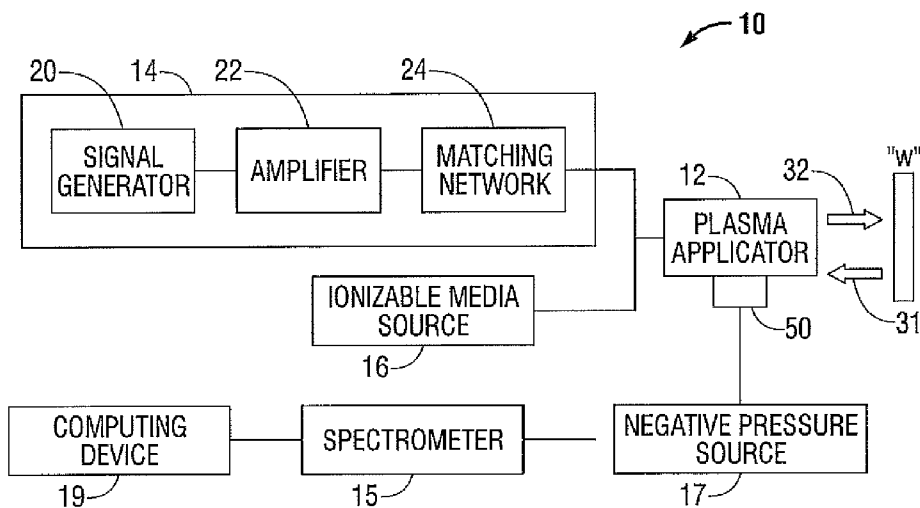 10
20
14
22
24
SIGNAL
GENERATOR
AMPLIFIER
MATCHING
NETWORK
12
32
"W"
PLASMA
APPLICATOR
31
50
IONIZABLE MEDIA
SOURCE
16
COMPUTING
DEVICE
19
SPECTROMETER
15
NEGATIVE PRESSURE
SOURCE
17